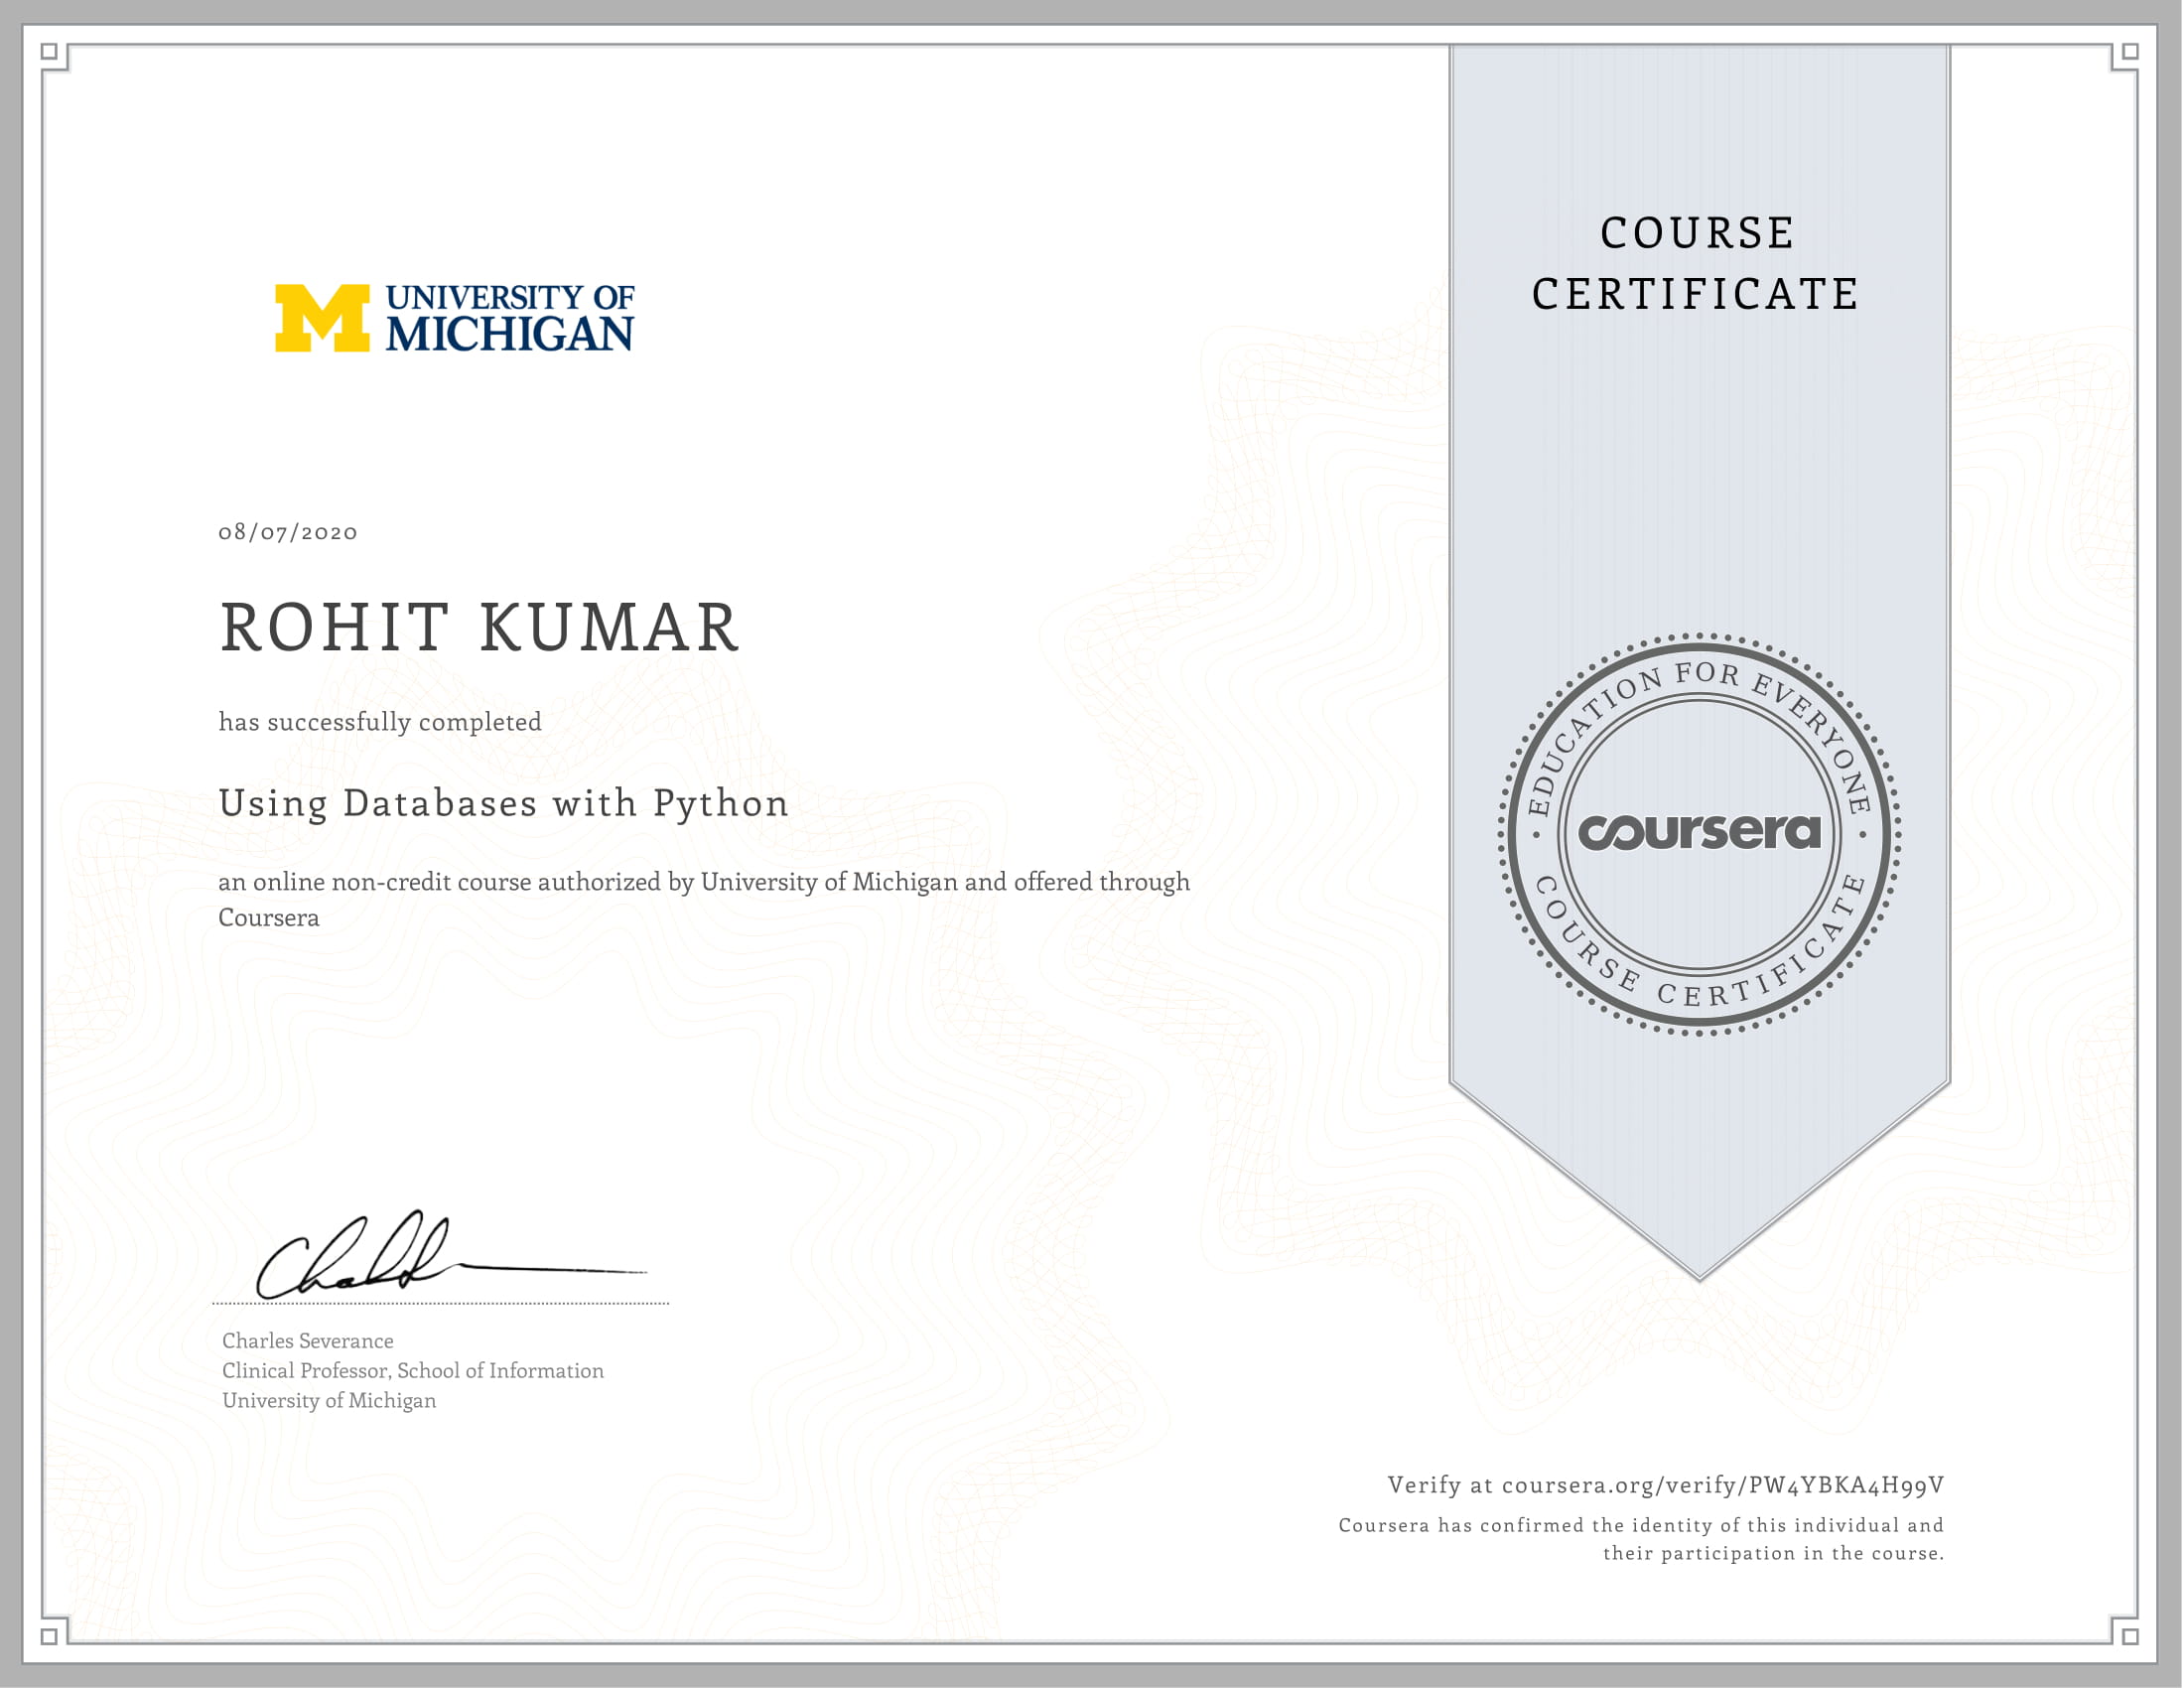 UNIVERSITY OF
MICHIGAN
COURSE
CERTIFICATE
08/07/2020
ROHIT KUMAR
has successfully completed
Using Databases with Python
an online non-credit course authorized by University of Michigan and offered through
Coursera
EDUCATION FOR EVERYONE
coursera
COURSE CERTIFICATE
Charles Severance
Clinical Professor, School of Information
University of Michigan
Verify at coursera.org/verify/PW4YBKA4H99V
Coursera has confirmed the identity of this individual and
their participation in the course.